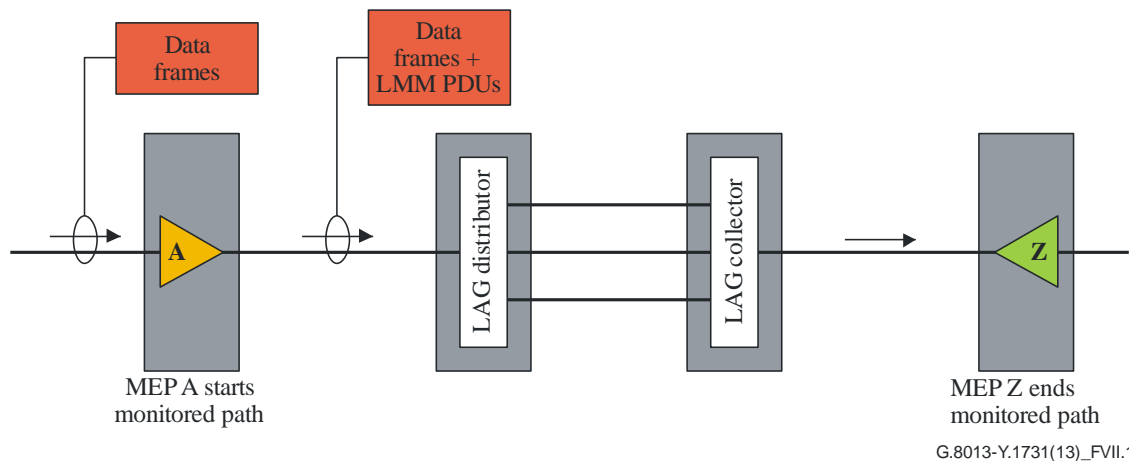 Data
frames
Data
frames +
LMM PDUs
A
LAG distributor
LAG collector
Z
MEP A starts
monitored path
MEP Z ends
monitored path
G.8013-Y.1731(13)_FVII.